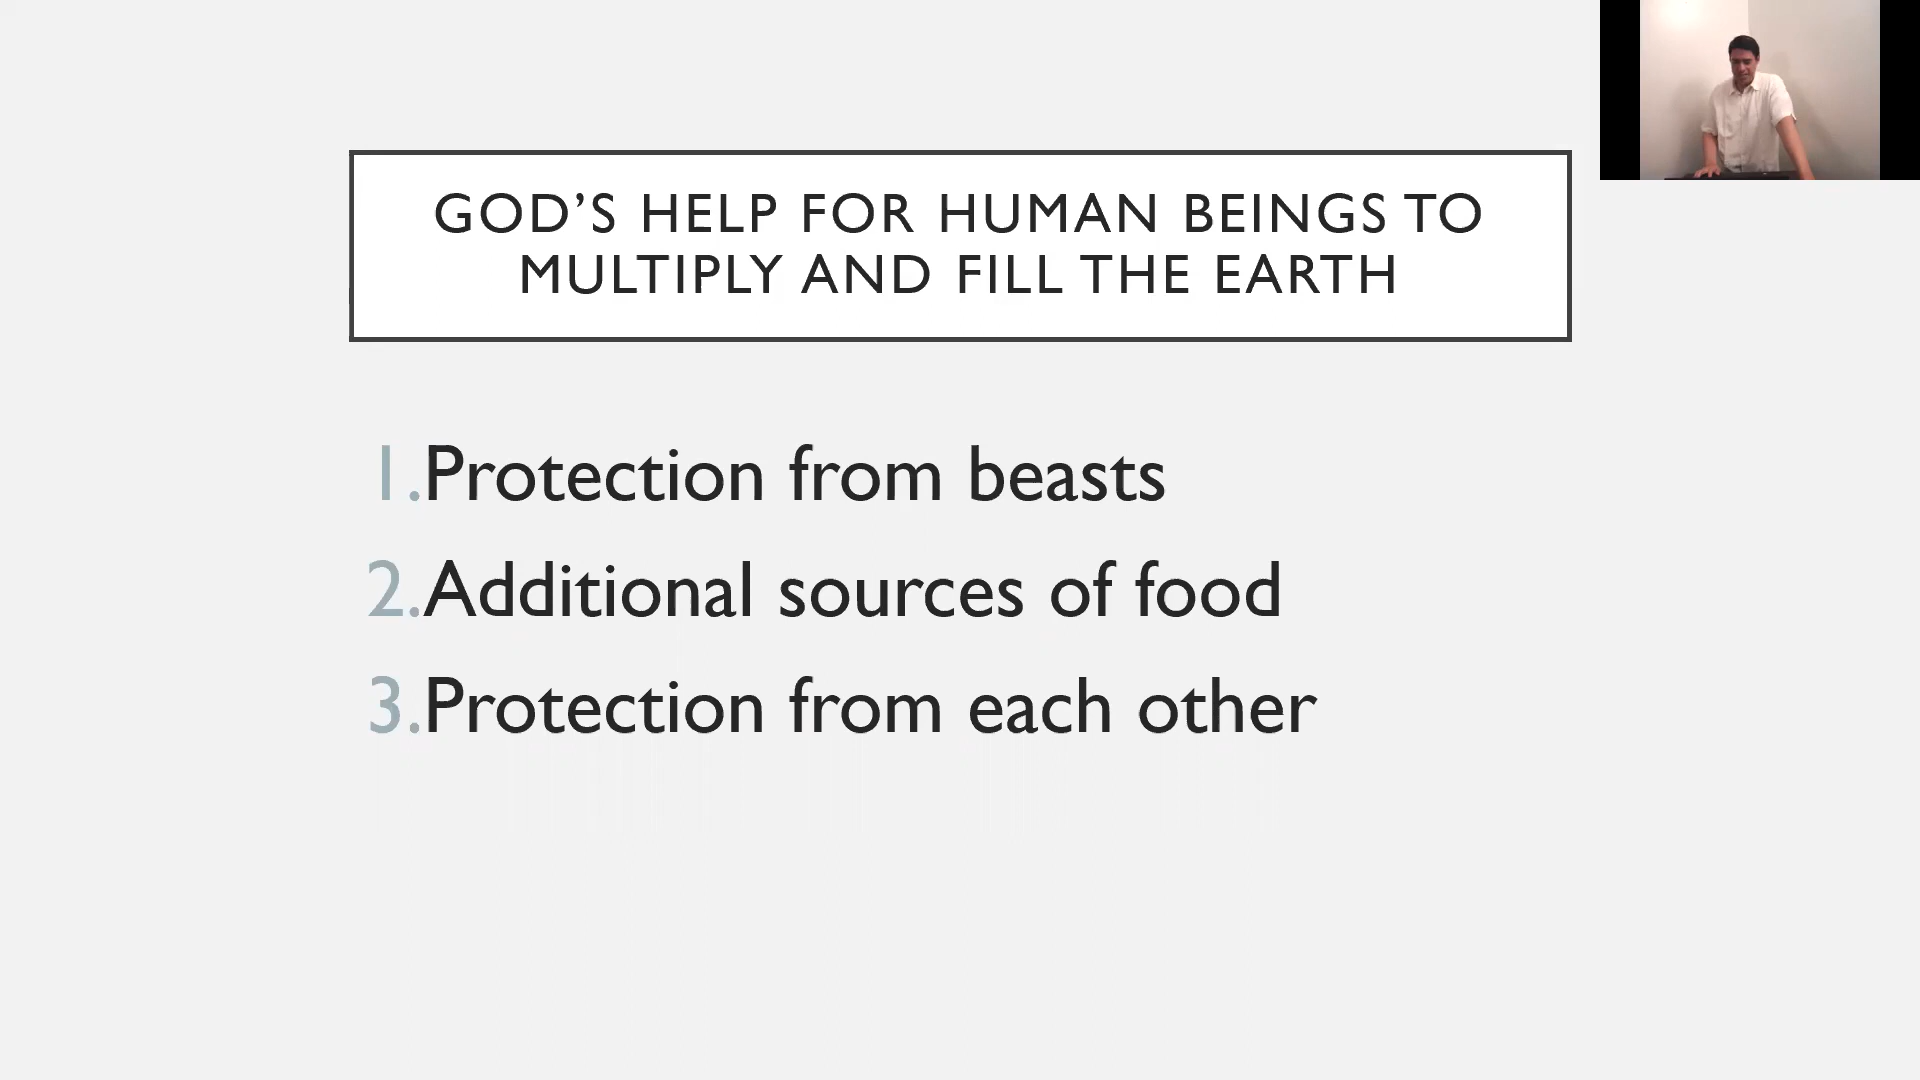 GOD’S HELP FOR HUMAN BEINGS TO
MULTIPLY AND FILL THE EARTH
1.Protection from beasts
2.Additional sources of food
3.Protection from each other